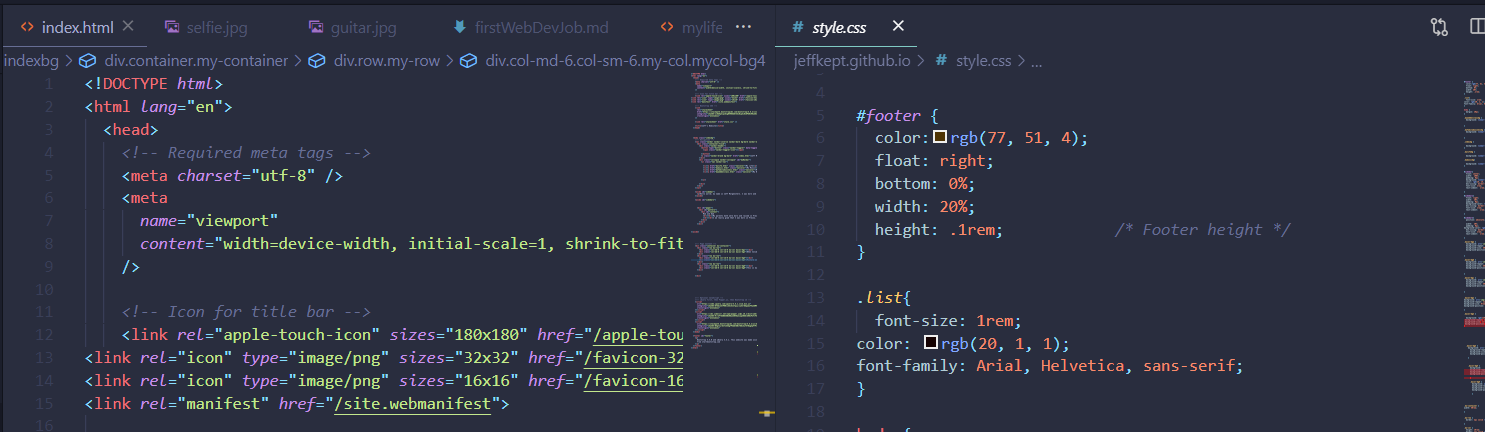 index.html
selfie.jpg
guitar.jpg
firstWebDevJob.md
mylife
indexbg > div.container.my-container > div.row.my-row > div.col-md-6.col-sm-6.my-col.mycol-bg4
1 <!DOCTYPE html>
2 <html lang="en">
3 <head>
4 <!-- Required meta tags -->
5 <meta charset="utf-8" />
6 <meta
7 name="viewport"
8 content="width=device-width, initial-scale=1, shrink-to-fit
9 />
10
11 <!-- Icon for title bar -->
12 <link rel="apple-touch-icon" sizes="180x180" href="/apple-tou
13 <link rel="icon" type="image/png" sizes="32x32" href="/favicon-32
14 <link rel="icon" type="image/png" sizes="16x16" href="/favicon-16
15 <link rel="manifest" href="/site.webmanifest">
16
# style.css
jeffkept.github.io > # style.css > ...
4
5 #footer {
6 color: rgb(77, 51, 4);
7 float: right;
8 bottom: 0%;
9 width: 20%;
10 height: .1rem; /* Footer height */
11 }
12
13 .list{
14 font-size: 1rem;
15 color: rgb(20, 1, 1);
16 font-family: Arial, Helvetica, sans-serif;
17 }
18